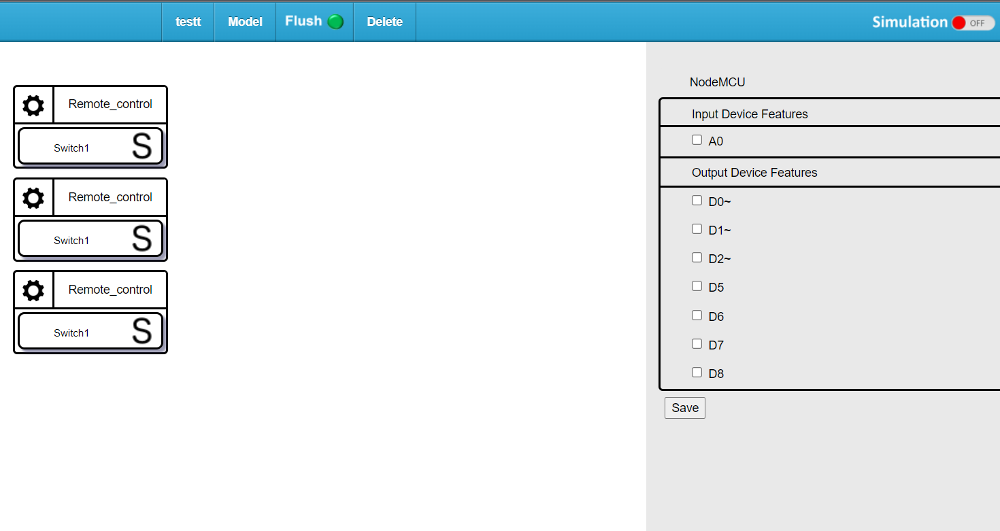 testt Model Flush Delete Simulation OFF
Remote_control
Switch1 S
Remote_control
Switch1 S
Remote_control
Switch1 S
NodeMCU
Input Device Features
A0
Output Device Features
D0~
D1~
D2~
D5
D6
D7
D8
Save